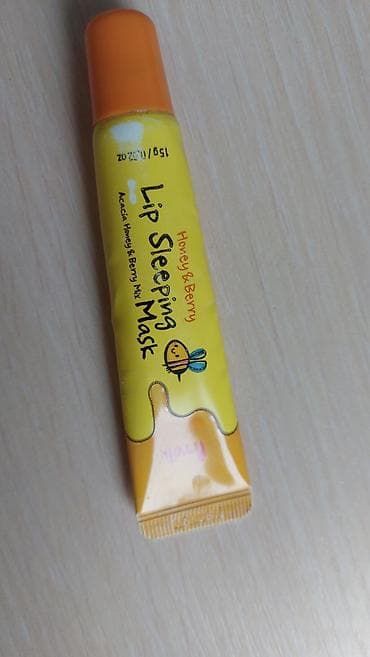 Honey & Berry
Lip Sleeping
Mask
Acacia Honey & Berry Mix
15g / 0.52 oz